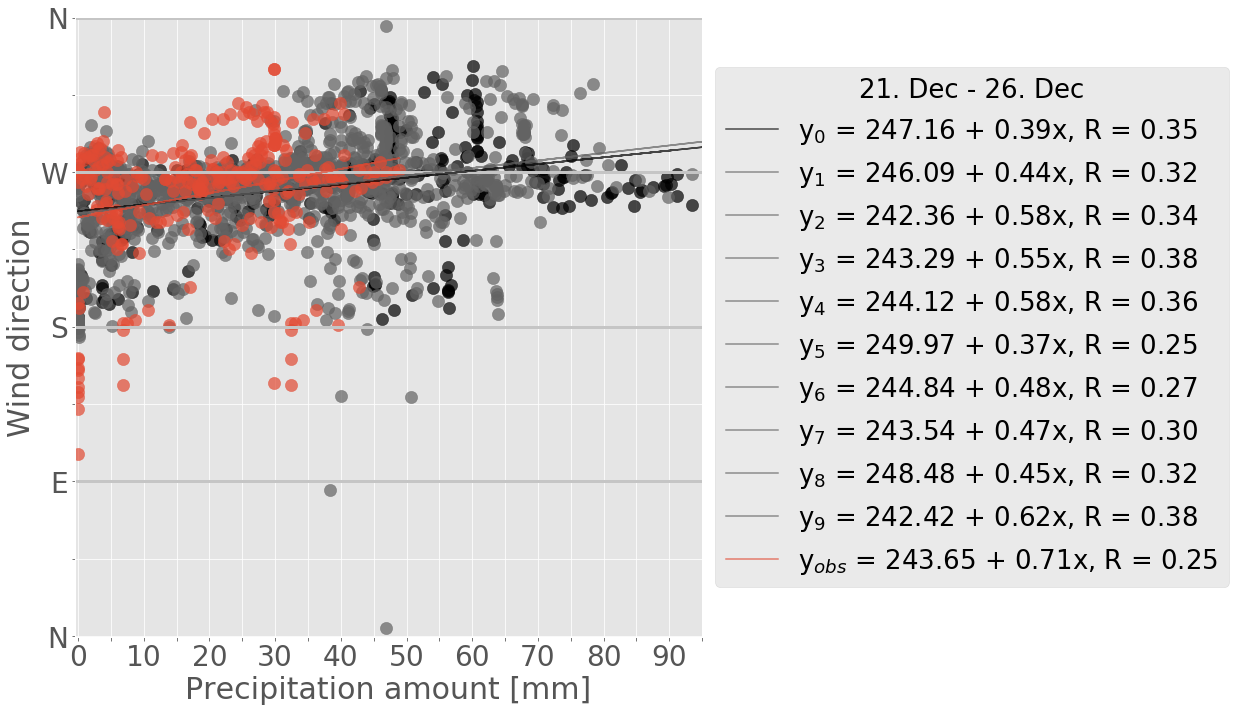 N
W
S
E
N
Wind direction
0 10 20 30 40 50 60 70 80 90
Precipitation amount [mm]
21. Dec - 26. Dec
y₀ = 247.16 + 0.39x, R = 0.35
y₁ = 246.09 + 0.44x, R = 0.32
y₂ = 242.36 + 0.58x, R = 0.34
y₃ = 243.29 + 0.55x, R = 0.38
y₄ = 244.12 + 0.58x, R = 0.36
y₅ = 249.97 + 0.37x, R = 0.25
y₆ = 244.84 + 0.48x, R = 0.27
y₇ = 243.54 + 0.47x, R = 0.30
y₈ = 248.48 + 0.45x, R = 0.32
y₉ = 242.42 + 0.62x, R = 0.38
y_obs = 243.65 + 0.71x, R = 0.25